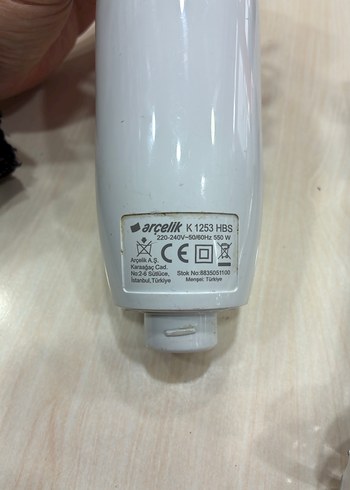 arçelik K 1253 HBS
220-240V~50/60Hz 550 W
CE
Arçelik A.Ş.
Karaağaç Cad.
No:2-6 Sütlüce,
İstanbul,Türkiye
Stok No:8835051100
Menşei: Türkiye